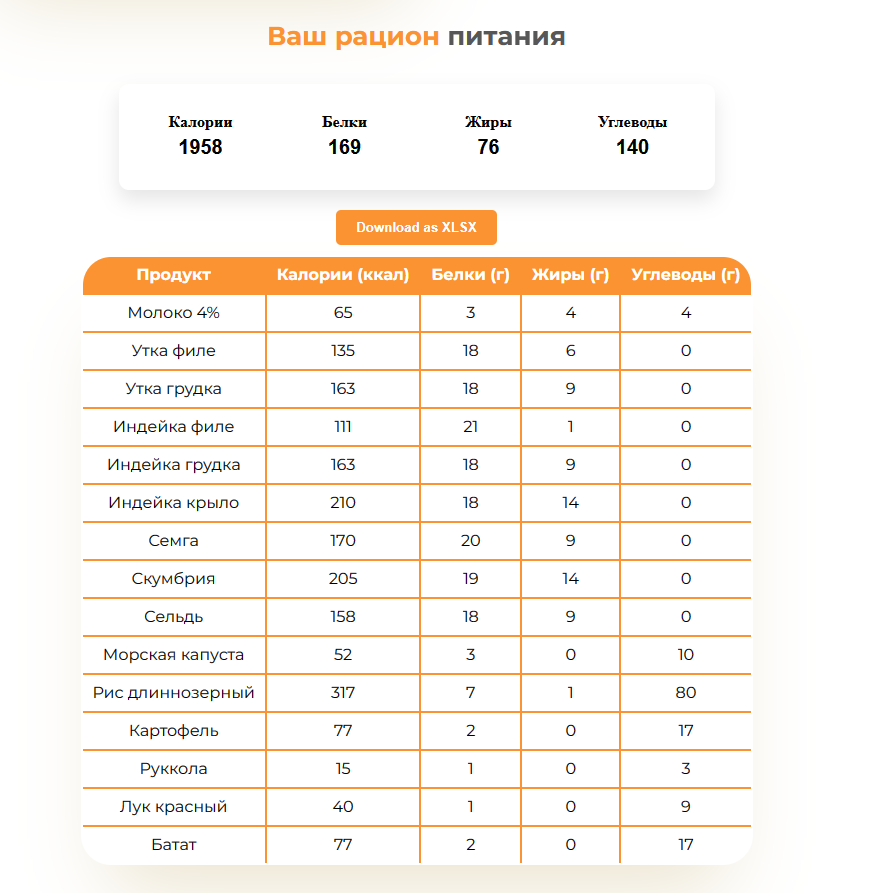 Ваш рацион питания
Калории Белки Жиры Углеводы
1958 169 76 140
Download as XLSX
Продукт Калории (ккал) Белки (г) Жиры (г) Углеводы (г)
Молоко 4% 65 3 4 4
Утка филе 135 18 6 0
Утка грудка 163 18 9 0
Индейка филе 111 21 1 0
Индейка грудка 163 18 9 0
Индейка крыло 210 18 14 0
Семга 170 20 9 0
Скумбрия 205 19 14 0
Сельдь 158 18 9 0
Морская капуста 52 3 0 10
Рис длиннозерный 317 7 1 80
Картофель 77 2 0 17
Руккола 15 1 0 3
Лук красный 40 1 0 9
Батат 77 2 0 17